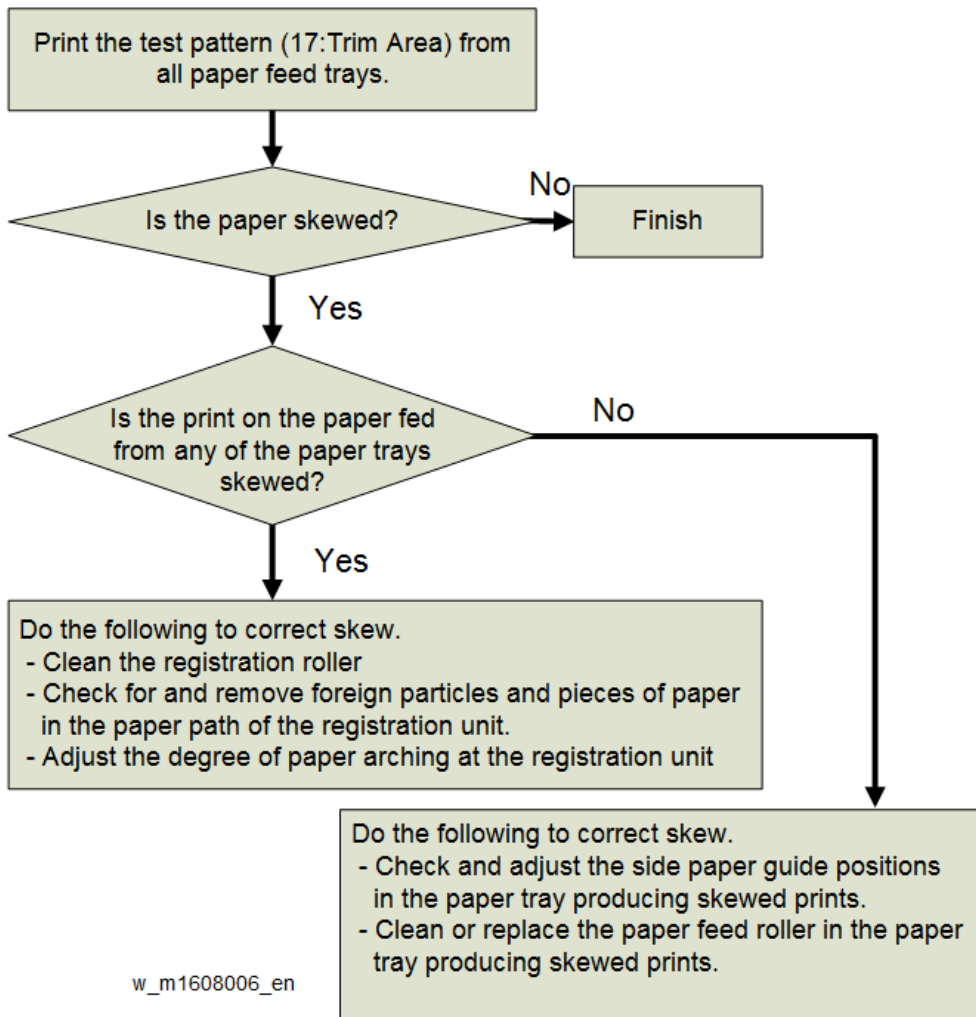 Print the test pattern (17:Trim Area) from
all paper feed trays.
Is the paper skewed?
No
Finish
Yes
Is the print on the paper fed
from any of the paper trays
skewed?
No
Yes
Do the following to correct skew.
- Clean the registration roller
- Check for and remove foreign particles and pieces of paper
in the paper path of the registration unit.
- Adjust the degree of paper arching at the registration unit
Do the following to correct skew.
- Check and adjust the side paper guide positions
in the paper tray producing skewed prints.
- Clean or replace the paper feed roller in the paper
tray producing skewed prints.
w_m1608006_en